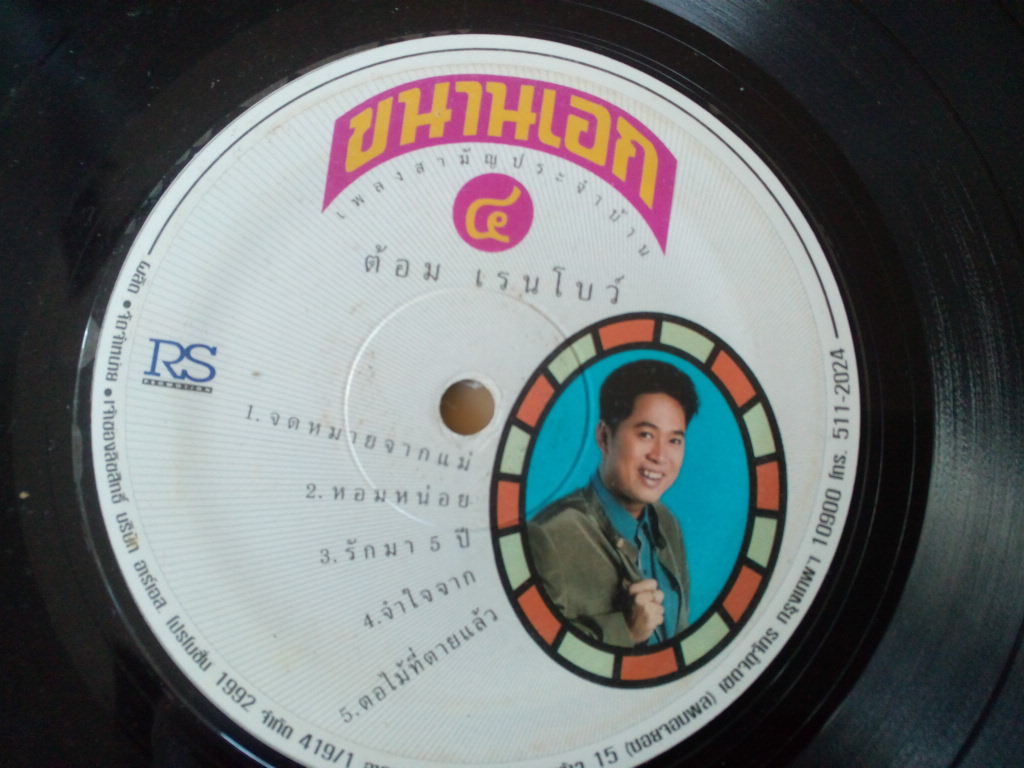 ขนานเอก
เพลงสามัญประจำบ้าน
๔
ต้อม เรนโบว์
RS
PROMOTION
1. จดหมายจากแม่
2. หอมหน่อย
3. รักมา 5 ปี
4. จำใจจาก
5. ตอไม้ที่ตายแล้ว
ผลิต • จัดจำหน่าย • เจ้าของลิขสิทธิ์ บริษัท อาร์เอส. โปรโมชั่น 1992 จำกัด 419/1 15 (บอยจอมพล) เขตจตุจักร กรุงเทพฯ 10900 โทร. 511-2024